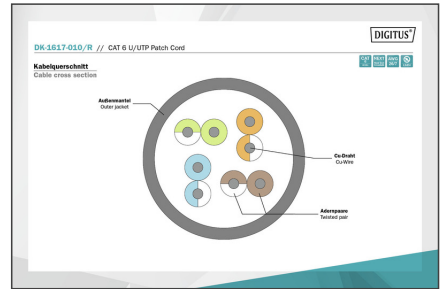 DIGITUS®
DK-1617-010/R // CAT 6 U/UTP Patch Cord
Kabelquerschnitt
Cable cross section
CAT
Außenmantel
Outer jacket
Cu-Draht
Cu-Wire
Adernpaare
Twisted pair